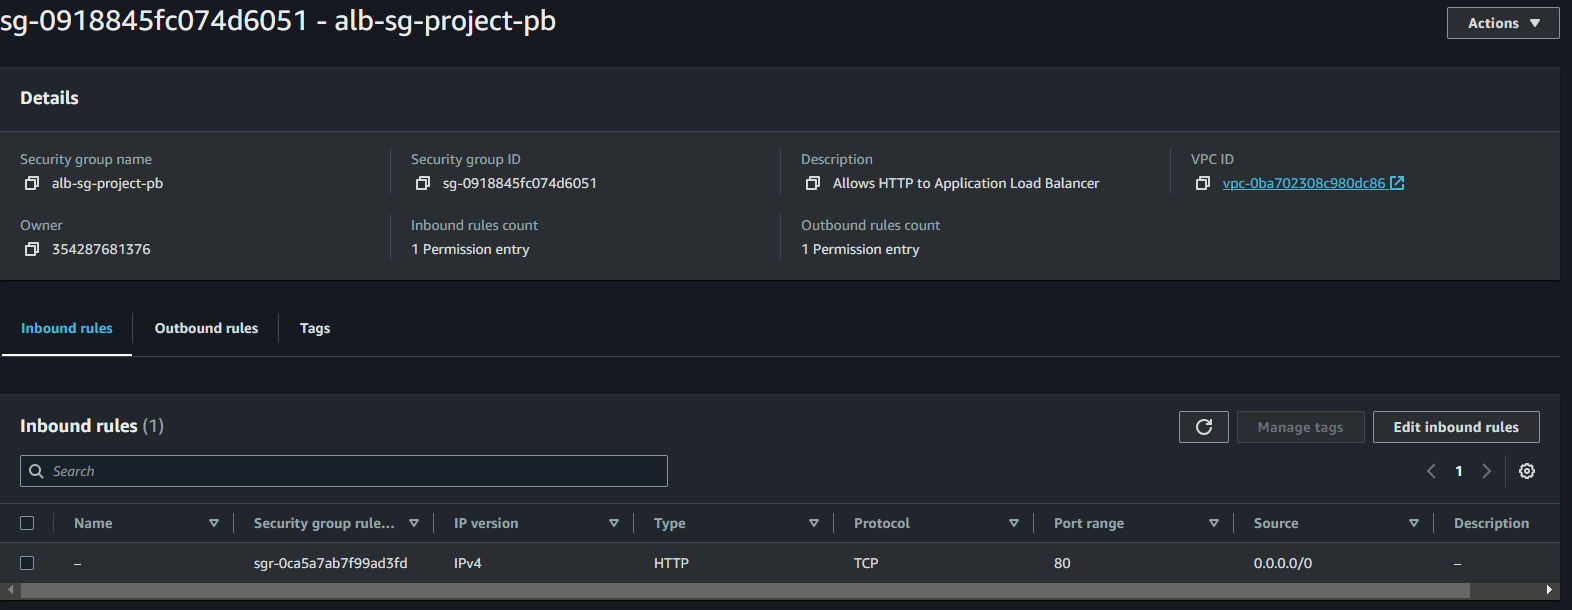 sg-0918845fc074d6051 - alb-sg-project-pb
Actions
Details
Security group name
alb-sg-project-pb
Security group ID
sg-0918845fc074d6051
Description
Allows HTTP to Application Load Balancer
VPC ID
vpc-0ba702308c980dc86
Owner
354287681376
Inbound rules count
1 Permission entry
Outbound rules count
1 Permission entry
Inbound rules Outbound rules Tags
Inbound rules (1)
Manage tags
Edit inbound rules
Search
1
Name Security group rule... IP version Type Protocol Port range Source Description
– sgr-0ca5a7ab7f99ad3fd IPv4 HTTP TCP 80 0.0.0.0/0 –